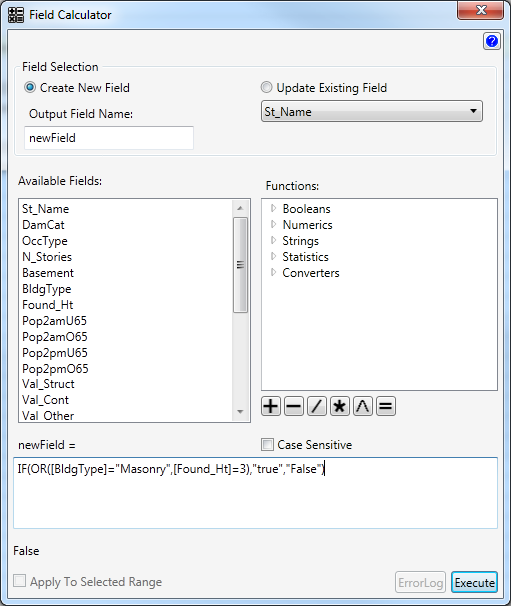 Field Calculator
Field Selection
Create New Field
Update Existing Field
Output Field Name:
St_Name
newField
Available Fields:
Functions:
St_Name
DamCat
OccType
N_Stories
Basement
BldgType
Found_Ht
Pop2amU65
Pop2amO65
Pop2pmU65
Pop2pmO65
Val_Struct
Val_Cont
Val_Other
Booleans
Numerics
Strings
Statistics
Converters
+ − / * ^ =
newField =
Case Sensitive
IF(OR([BldgType]="Masonry",[Found_Ht]=3),"true","False")
False
Apply To Selected Range
ErrorLog
Execute